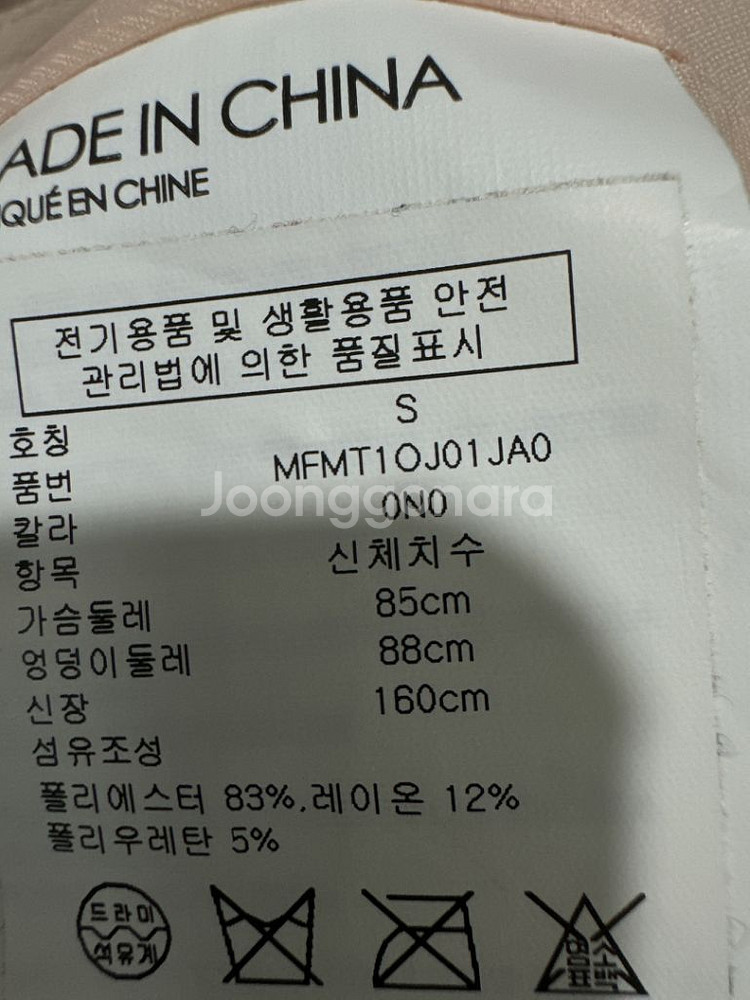 ADE IN CHINA
QUÉ EN CHINE
전기용품 및 생활용품 안전
관리법에 의한 품질표시
호칭 S
품번 MFMT1OJ01JA0
칼라 0N0
항목 신체치수
가슴둘레 85cm
엉덩이둘레 88cm
신장 160cm
섬유조성
폴리에스터 83%,레이온 12%
폴리우레탄 5%
드라이
석유계
염소
표백
Joonggonara